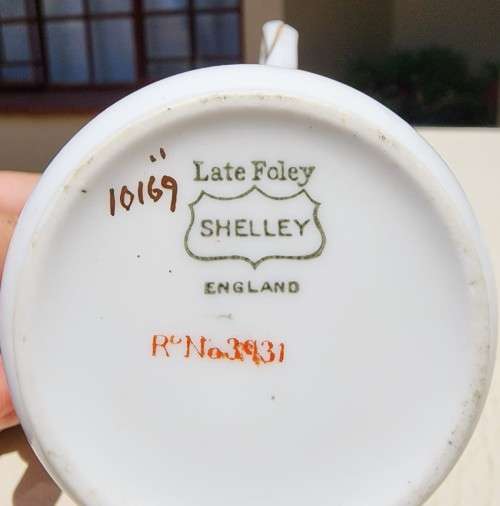 Late Foley
10169
SHELLEY
ENGLAND
Rᴰ No